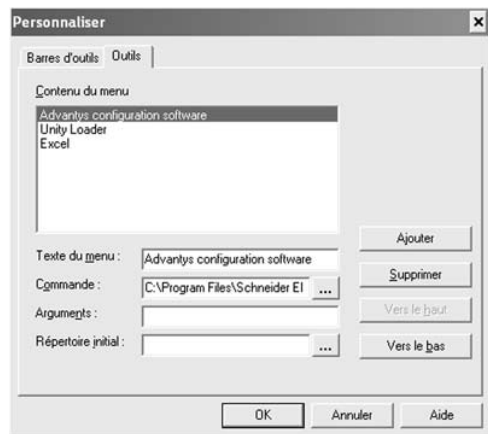 Personnaliser
Barres d'outils Outils
Contenu du menu
Advantys configuration software
Unity Loader
Excel
Ajouter
Texte du menu : Advantys configuration software
Supprimer
Commande : C:\Program Files\Schneider El ...
Arguments :
Vers le haut
Répertoire initial : ...
Vers le bas
OK Annuler Aide